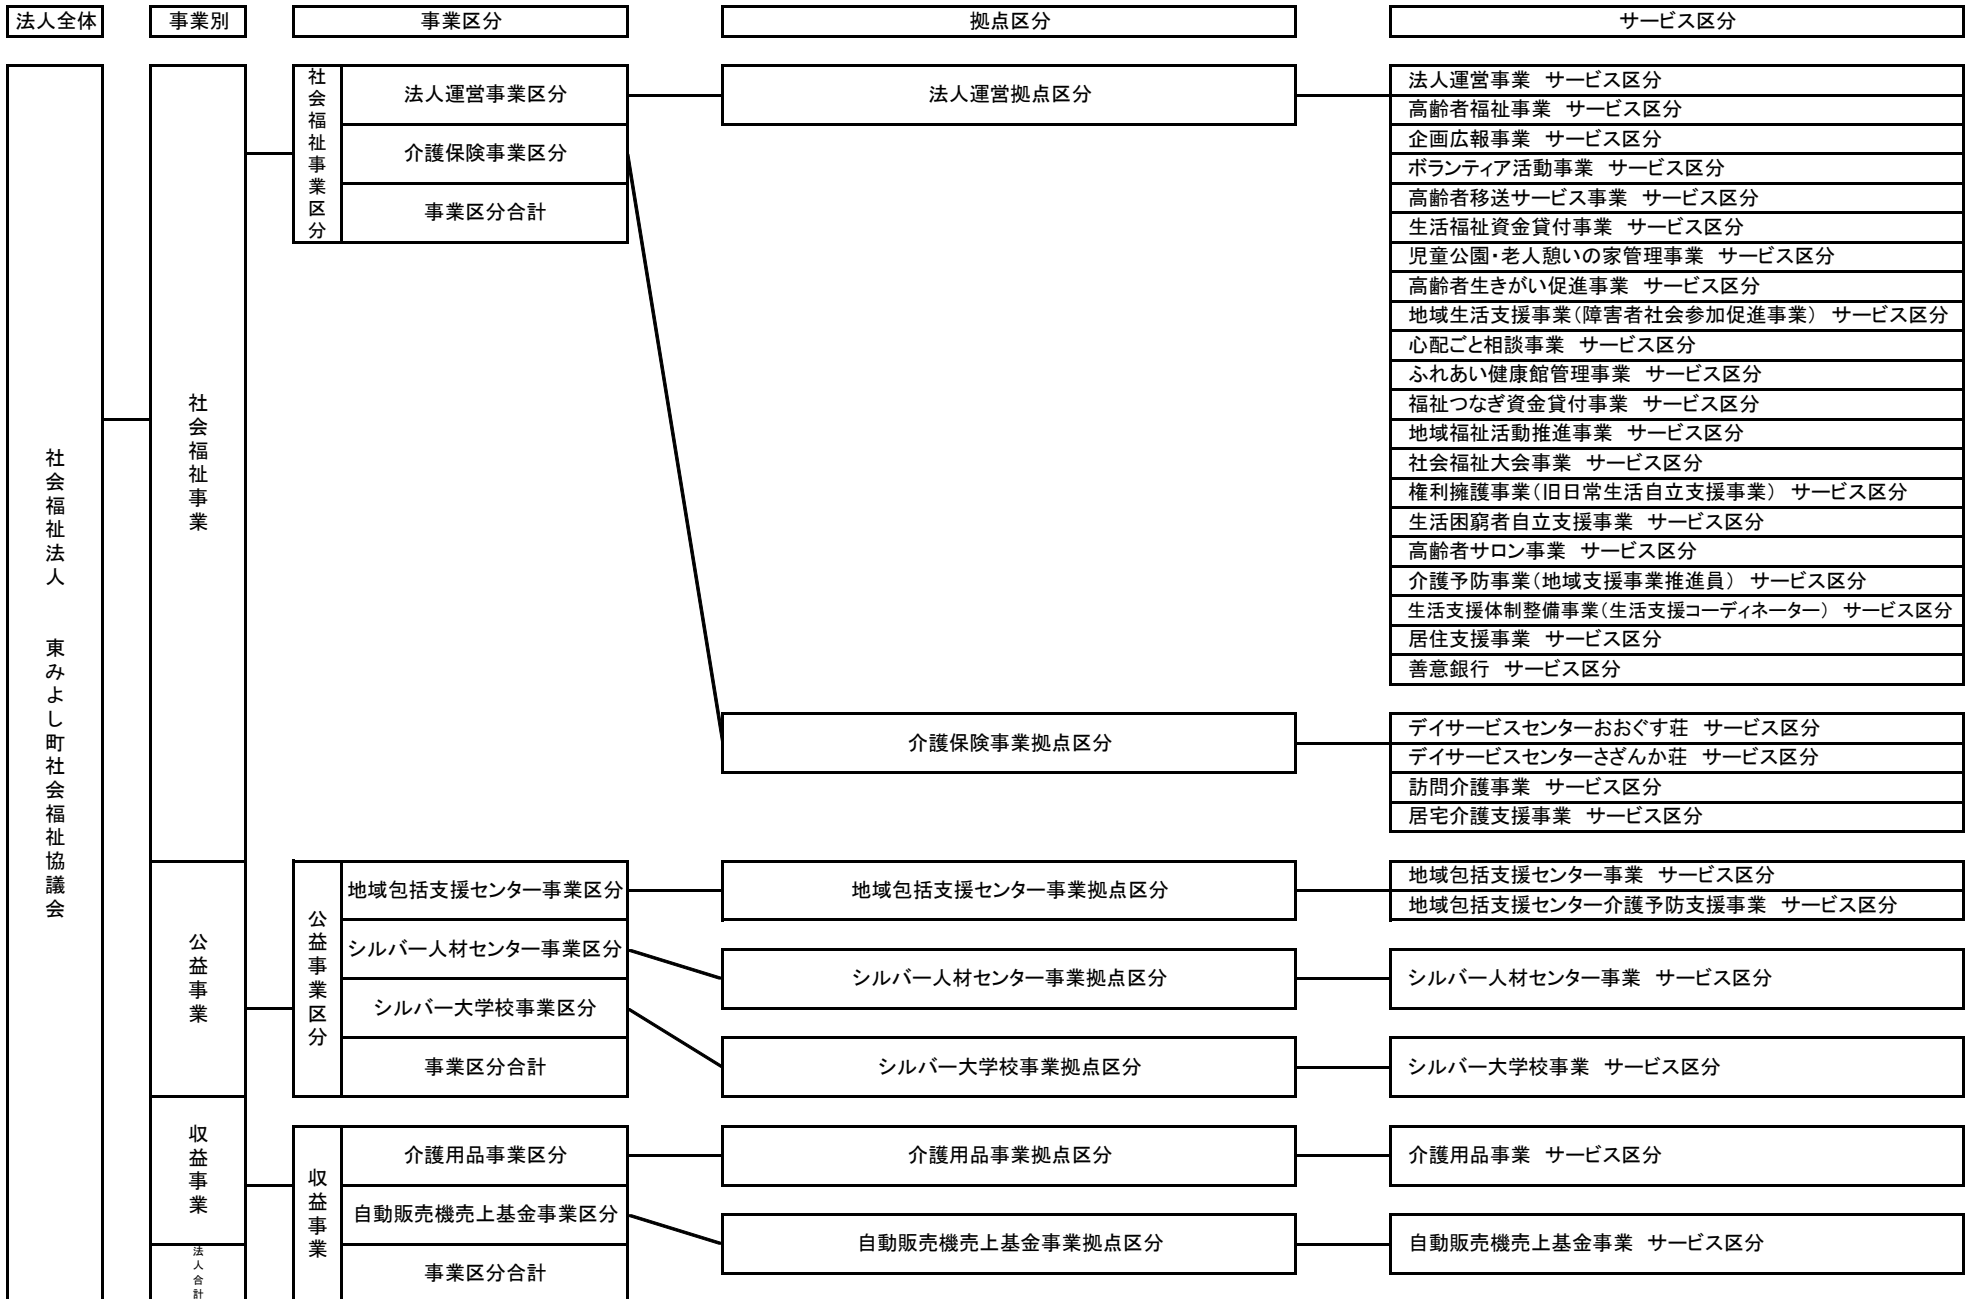 法人全体
事業別
事業区分
拠点区分
サービス区分
社会福祉法人　東みよし町社会福祉協議会
社会福祉事業
社会福祉事業区分
法人運営事業区分
介護保険事業区分
事業区分合計
法人運営拠点区分
法人運営事業　サービス区分
高齢者福祉事業　サービス区分
企画広報事業　サービス区分
ボランティア活動事業　サービス区分
高齢者移送サービス事業　サービス区分
生活福祉資金貸付事業　サービス区分
児童公園・老人憩いの家管理事業　サービス区分
高齢者生きがい促進事業　サービス区分
地域生活支援事業（障害者社会参加促進事業）　サービス区分
心配ごと相談事業　サービス区分
ふれあい健康館管理事業　サービス区分
福祉つなぎ資金貸付事業　サービス区分
地域福祉活動推進事業　サービス区分
社会福祉大会事業　サービス区分
権利擁護事業（旧日常生活自立支援事業）　サービス区分
生活困窮者自立支援事業　サービス区分
高齢者サロン事業　サービス区分
介護予防事業（地域支援事業推進員）　サービス区分
生活支援体制整備事業（生活支援コーディネーター）　サービス区分
居住支援事業　サービス区分
善意銀行　サービス区分
介護保険事業拠点区分
デイサービスセンターおおぐす荘　サービス区分
デイサービスセンターさざんか荘　サービス区分
訪問介護事業　サービス区分
居宅介護支援事業　サービス区分
公益事業
公益事業区分
地域包括支援センター事業区分
シルバー人材センター事業区分
シルバー大学校事業区分
事業区分合計
地域包括支援センター事業拠点区分
地域包括支援センター事業　サービス区分
地域包括支援センター介護予防支援事業　サービス区分
シルバー人材センター事業拠点区分
シルバー人材センター事業　サービス区分
シルバー大学校事業拠点区分
シルバー大学校事業　サービス区分
収益事業
収益事業
介護用品事業区分
自動販売機売上基金事業区分
事業区分合計
介護用品事業拠点区分
介護用品事業　サービス区分
自動販売機売上基金事業拠点区分
自動販売機売上基金事業　サービス区分
法人合計